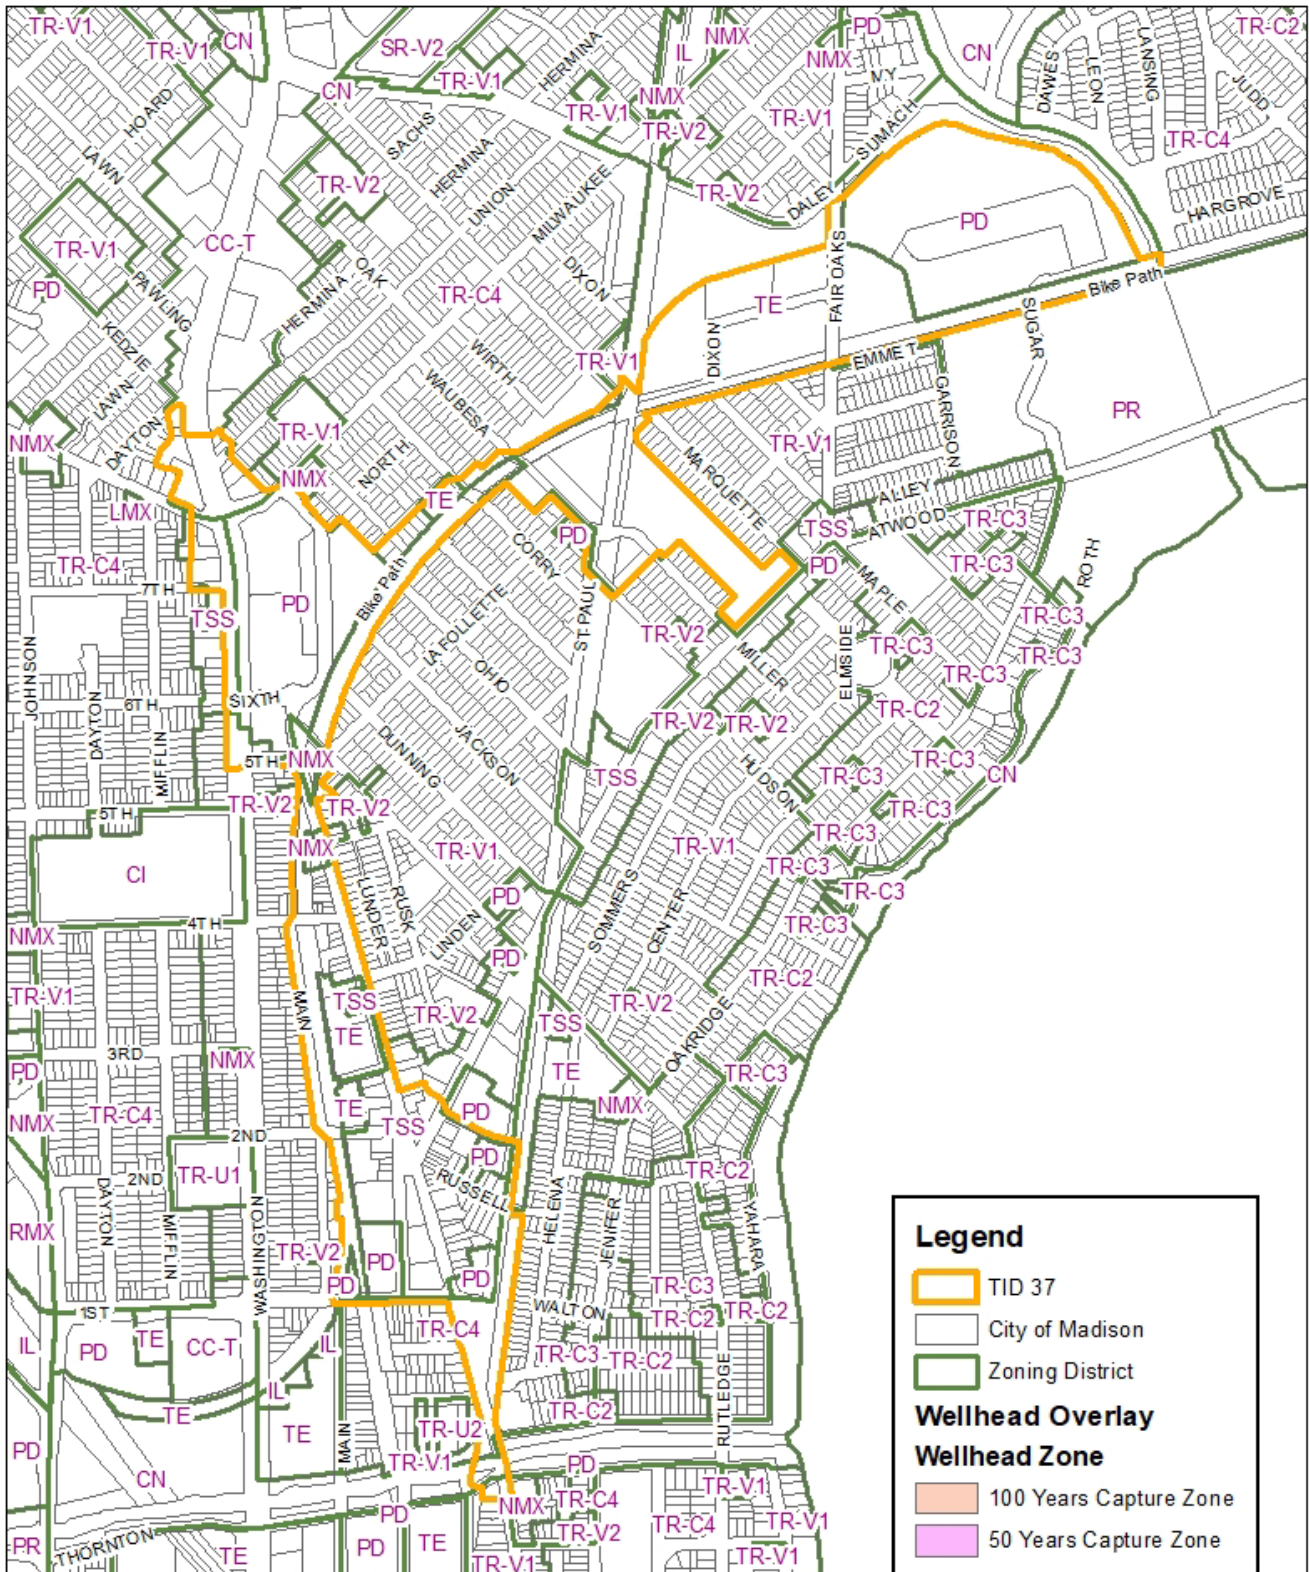 TR-V1
TR-V1
CN
SR-V2
HERMINA
IL
NMX
PD
CN
TR-C2
NMX
TR-V1
CN
NMX
MY
DAWES
LEON
LANSING
JUDD
HOARD
SACHS
TR-V1
TR-V2
TR-V1
SUMACH
TR-C4
LAWN
HERMINA
TR-V2
UNION
MILWAUKEE
TR-V2
DALEY
HARGROVE
TR-V1
CC-T
PD
OAK
DIXON
FAIR OAKS
PD
PAWLING
HERMINA
TR-C4
TE
Bike Path
KEDZIE
WIRTH
TR-V1
DIXON
SUGAR
EMMET
LAWN
WAUBESA
GARRISON
PR
DAYTON
TR-V1
TR-V1
NMX
NORTH
MARQUETTE
NMX
TE
ALLEY
LMX
ATWOOD
TR-C3
PD
TSS
CORRY
TR-C4
PD
TR-C3
ROTH
7TH
Bike Path
MAPLE
PD
LA FOLLETTE
ST PAUL
TSS
TR-C3
TR-V2
TR-C3
JOHNSON
MILLER
ELMSIDE
TR-C3
OHIO
TR-C3
SIXTH
6TH
DAYTON
TR-C2
TR-V2
TR-V2
DUNNING
JACKSON
MIFFLIN
NMX
5TH
TR-C3
HUDSON
TSS
TR-C3
CN
TR-V2
TR-V2
TR-C3
5TH
TR-C3
NMX
TR-V1
TR-V1
TR-C3
CI
LUNDER
RUSK
PD
TR-C3
SOMMERS
4TH
LINDEN
CENTER
TR-C3
NMX
PD
TR-C2
TR-V1
MAIN
TSS
TR-V2
TR-V2
TSS
OAKRIDGE
TE
3RD
NMX
PD
TE
TR-C3
TE
NMX
PD
TR-C4
NMX
TSS
2ND
PD
TR-U1
TR-C2
2ND
RUSSELL
DAYTON
MIFFLIN
WASHINGTON
HELENA
JENIFER
YAHARA
RMX
TR-V2
PD
PD
PD
TR-C3
1ST
WALTON
TR-C2
TR-C2
TE
TR-C4
IL
PD
CC-T
IL
TR-C3
TR-C2
IL
RUTLEDGE
TE
TR-C2
TR-U2
TE
MAIN
PD
TR-V1
PD
CN
TR-V1
NMX
TR-C4
PD
TR-C4
TR-V1
TR-V2
PR
THORNTON
TE
PD
TE
TR-V1
TR-V1
Legend
TID 37
City of Madison
Zoning District
Wellhead Overlay
Wellhead Zone
100 Years Capture Zone
50 Years Capture Zone